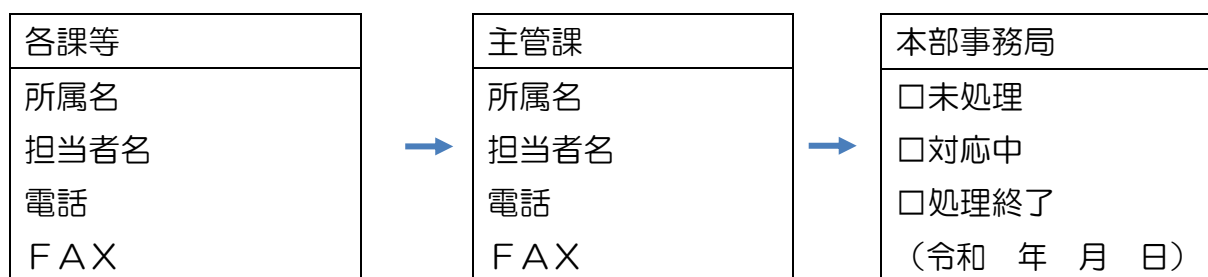 各課等
所属名
担当者名
電話
ＦＡＸ
主管課
所属名
担当者名
電話
ＦＡＸ
本部事務局
□未処理
□対応中
□処理終了
（令和　年　月　日）